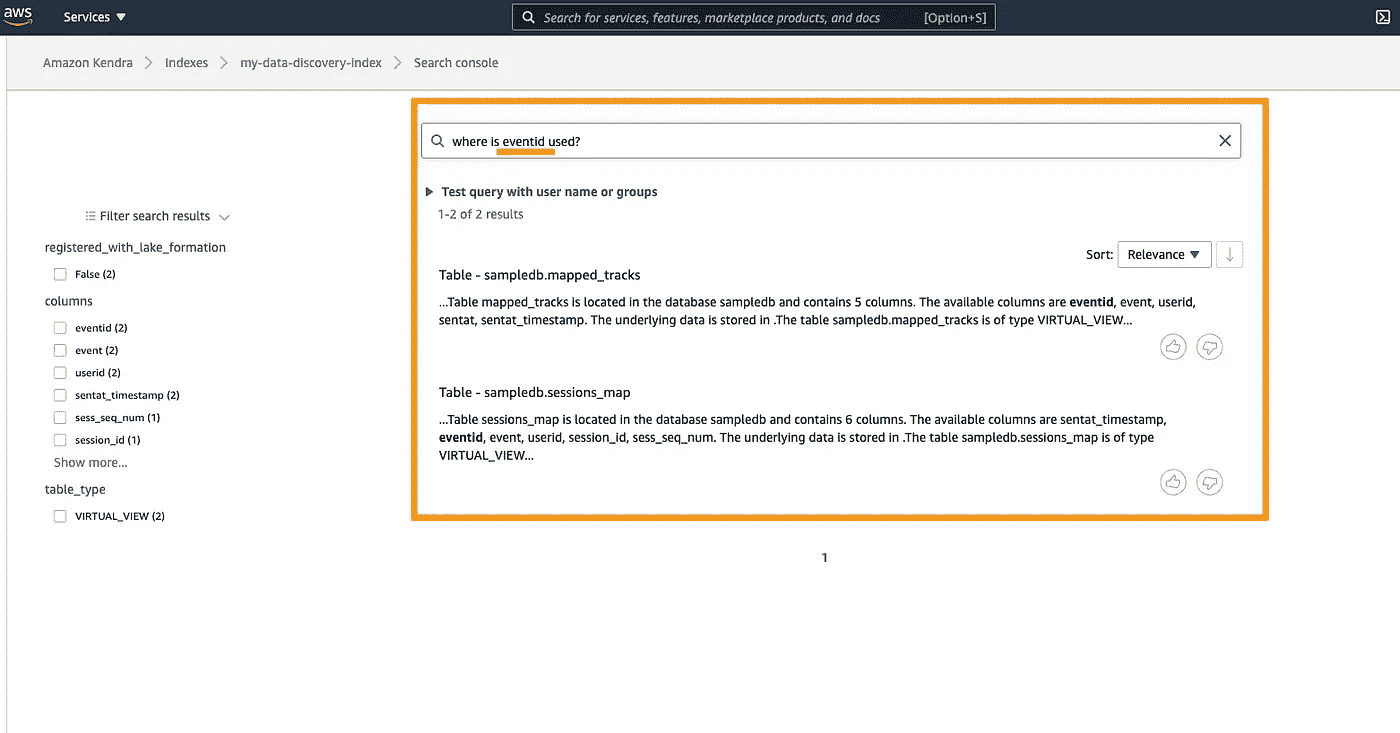 aws Services ▼ Search for services, features, marketplace products, and docs [Option+S]
Amazon Kendra > Indexes > my-data-discovery-index > Search console
where is eventid used?
Test query with user name or groups
1-2 of 2 results
Filter search results
registered_with_lake_formation
False (2)
columns
eventid (2)
event (2)
userid (2)
sentat_timestamp (2)
sess_seq_num (1)
session_id (1)
Show more...
table_type
VIRTUAL_VIEW (2)
Sort: Relevance ▼
Table - sampledb.mapped_tracks
...Table mapped_tracks is located in the database sampledb and contains 5 columns. The available columns are eventid, event, userid,
sentat, sentat_timestamp. The underlying data is stored in .The table sampledb.mapped_tracks is of type VIRTUAL_VIEW...
Table - sampledb.sessions_map
...Table sessions_map is located in the database sampledb and contains 6 columns. The available columns are sentat_timestamp,
eventid, event, userid, session_id, sess_seq_num. The underlying data is stored in .The table sampledb.sessions_map is of type
VIRTUAL_VIEW...
1